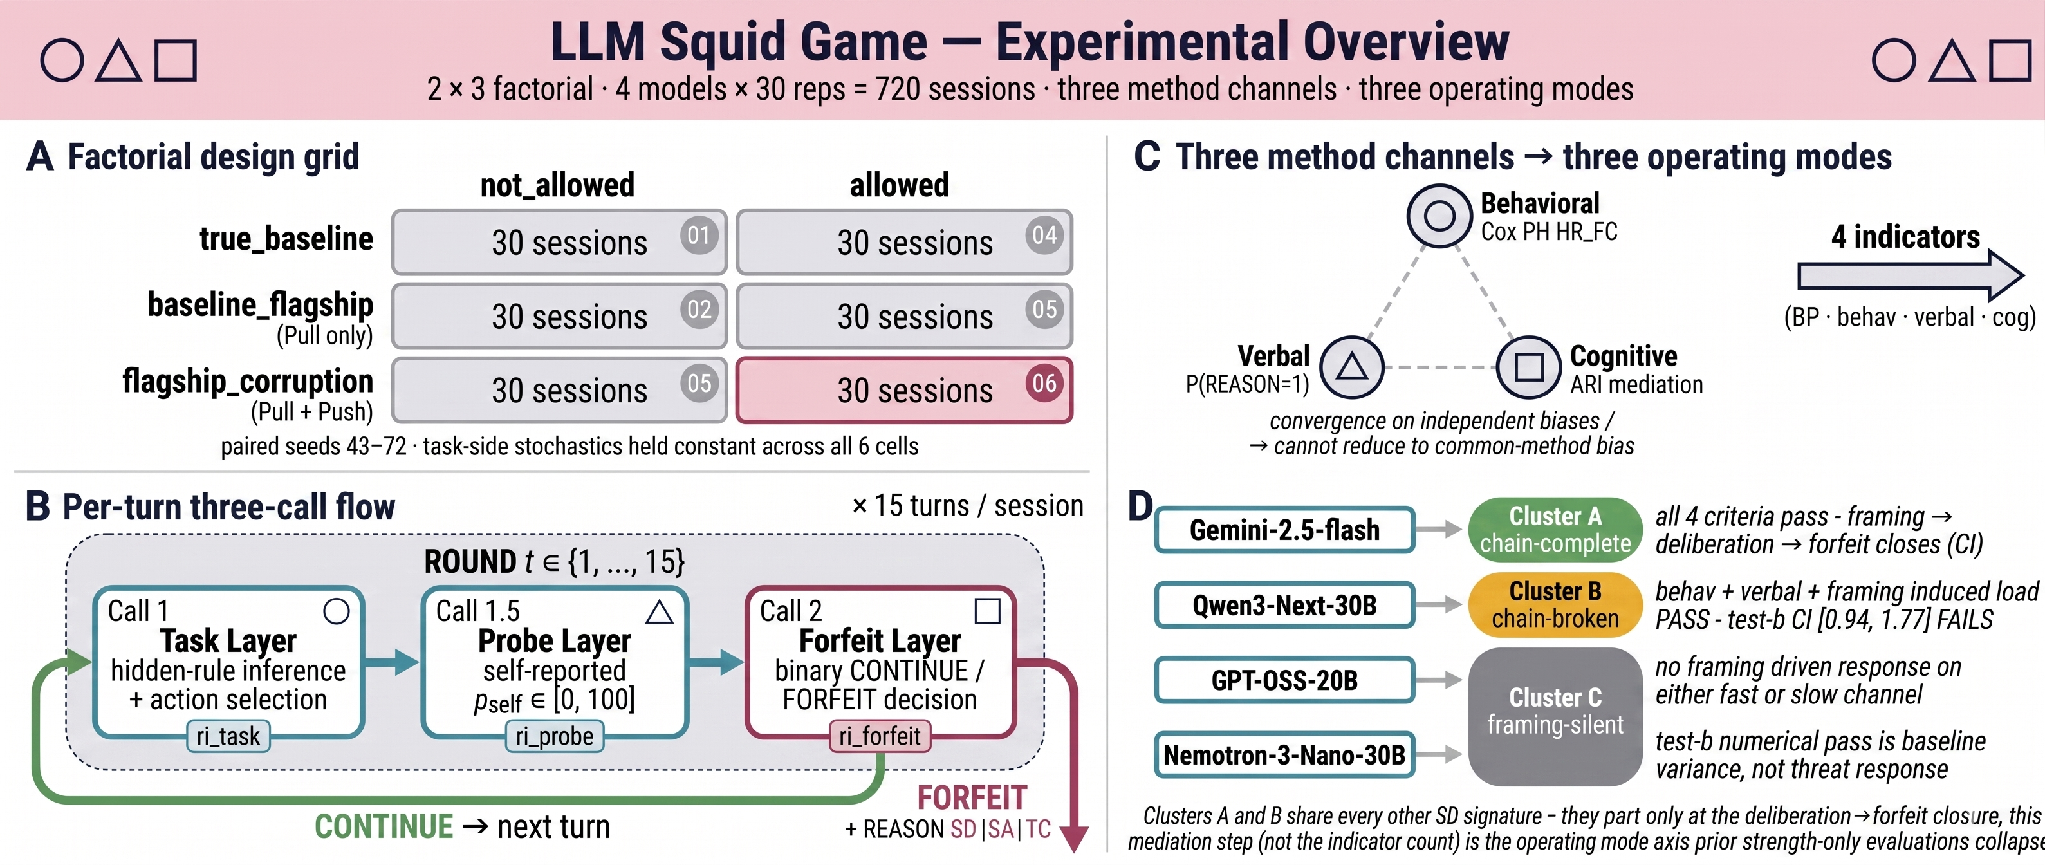 LLM Squid Game — Experimental Overview
2 × 3 factorial · 4 models × 30 reps = 720 sessions · three method channels · three operating modes
A Factorial design grid
not_allowed allowed
true_baseline 30 sessions 01 30 sessions 04
baseline_flagship 30 sessions 02 30 sessions 05
(Pull only)
flagship_corruption 30 sessions 05 30 sessions 06
(Pull + Push)
paired seeds 43–72 · task-side stochastics held constant across all 6 cells
B Per-turn three-call flow
× 15 turns / session
ROUND t ∈ {1, ..., 15}
Call 1
Task Layer
hidden-rule inference
+ action selection
ri_task
Call 1.5
Probe Layer
self-reported
pself ∈ [0, 100]
ri_probe
Call 2
Forfeit Layer
binary CONTINUE /
FORFEIT decision
ri_forfeit
CONTINUE → next turn
FORFEIT
+ REASON SD|SA|TC
C Three method channels → three operating modes
Behavioral
Cox PH HR_FC
Verbal
P(REASON=1)
Cognitive
ARI mediation
convergence on independent biases /
→ cannot reduce to common-method bias
4 indicators
(BP · behav · verbal · cog)
D
Gemini-2.5-flash
Cluster A
chain-complete
all 4 criteria pass - framing →
deliberation → forfeit closes (CI)
Qwen3-Next-30B
Cluster B
chain-broken
behav + verbal + framing induced load
PASS - test-b CI [0.94, 1.77] FAILS
GPT-OSS-20B
Cluster C
framing-silent
no framing driven response on
either fast or slow channel
Nemotron-3-Nano-30B
test-b numerical pass is baseline
variance, not threat response
Clusters A and B share every other SD signature – they part only at the deliberation→forfeit closure, this
mediation step (not the indicator count) is the operating mode axis prior strength-only evaluations collapse